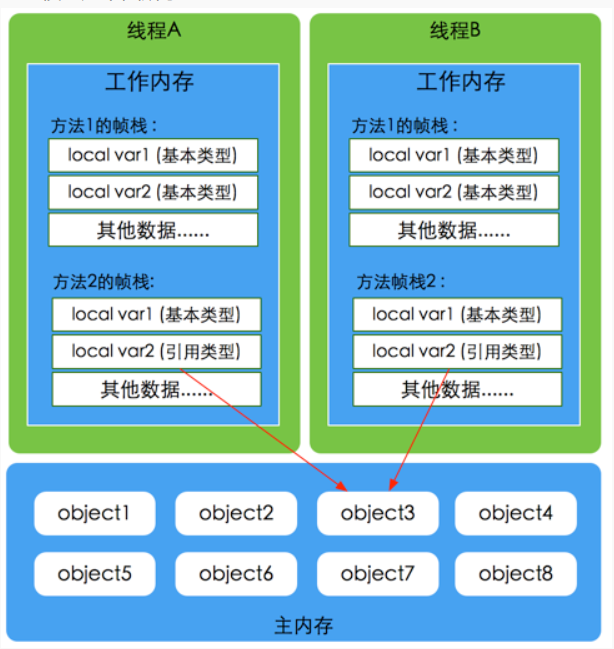 线程A
工作内存
方法1的帧栈：
local var1 (基本类型)
local var2 (基本类型)
其他数据......
方法2的帧栈:
local var1 (基本类型)
local var2 (引用类型)
其他数据......
线程B
工作内存
方法1的帧栈：
local var1 (基本类型)
local var2 (基本类型)
其他数据......
方法帧栈2：
local var1 (基本类型)
local var2 (引用类型)
其他数据......
object1 object2 object3 object4
object5 object6 object7 object8
主内存